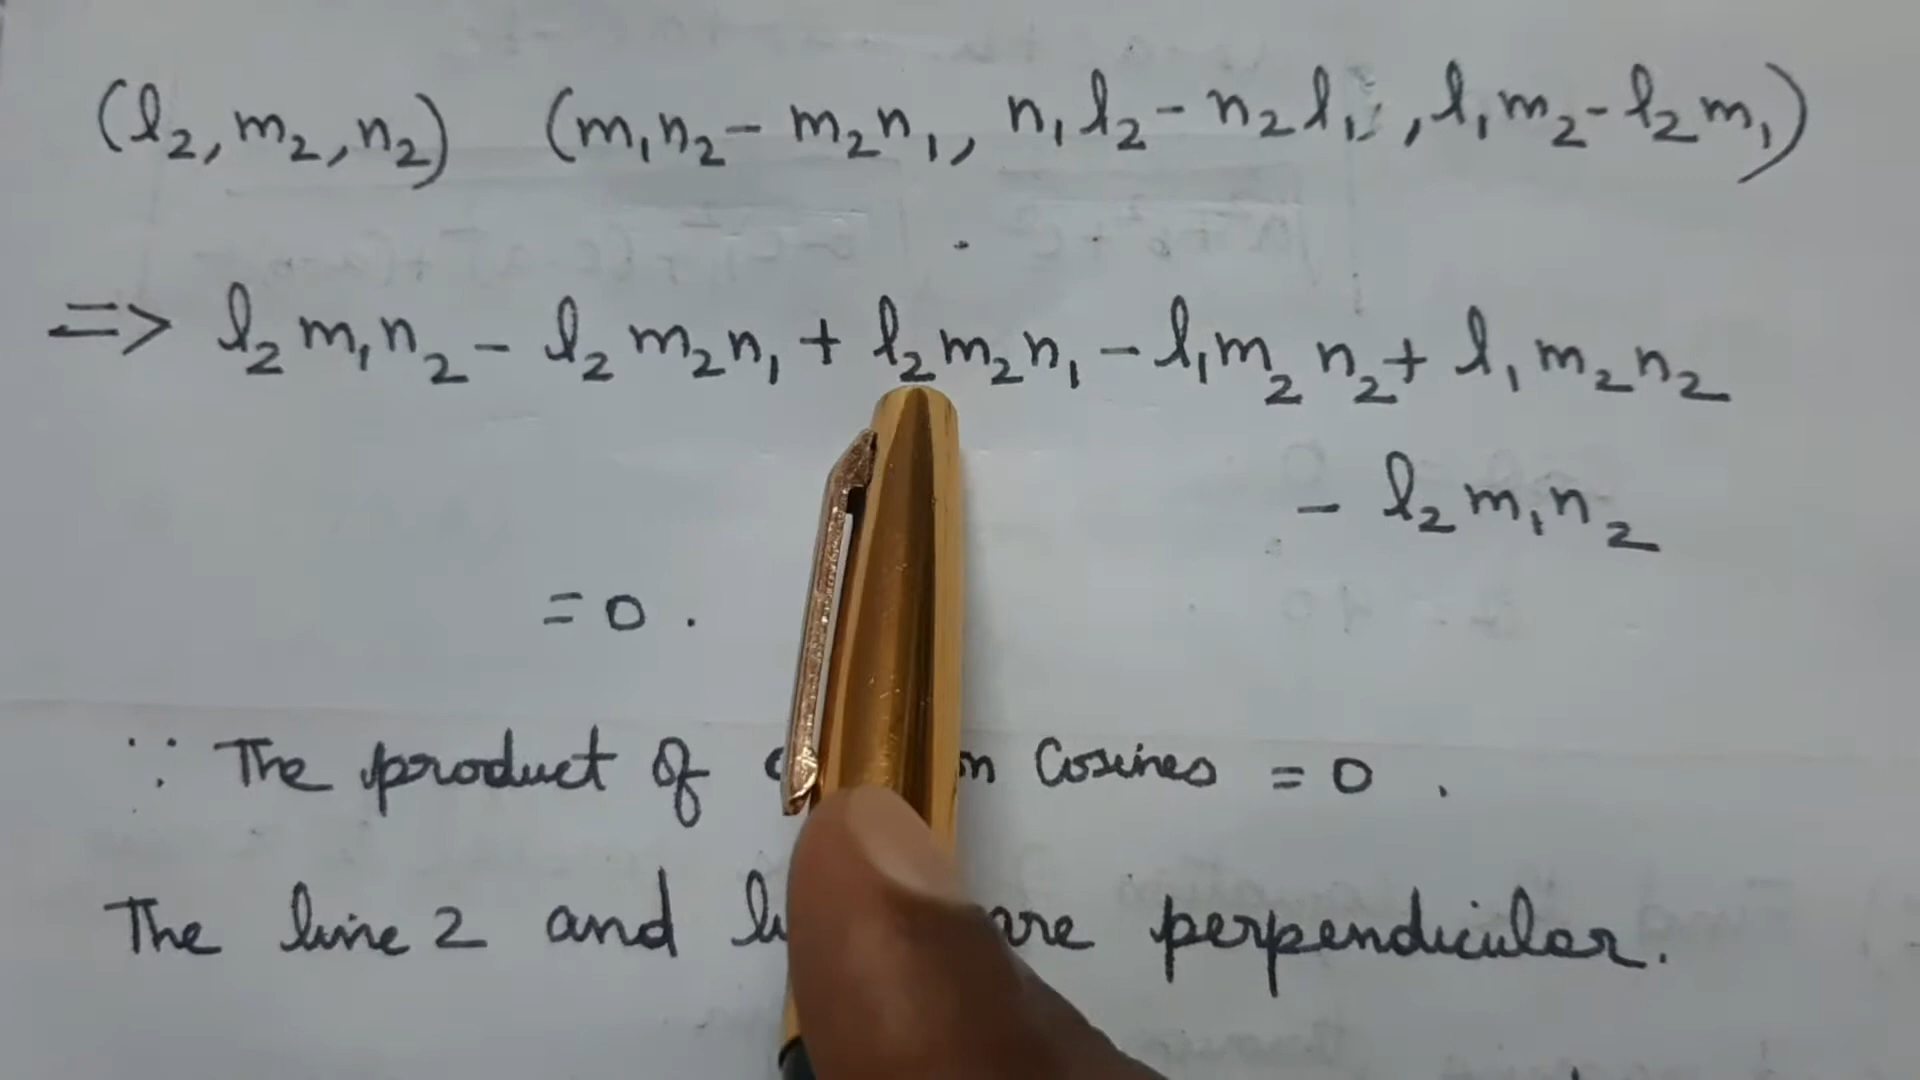 (l₂, m₂, n₂) (m₁n₂ - m₂n₁, n₁l₂ - n₂l₁, l₁m₂ - l₂m₁)
=> l₂m₁n₂ - l₂m₂n₁ + l₂m₂n₁ - l₁m₂n₂ + l₁m₂n₂
- l₂m₁n₂
= 0 .
∵ The product of Cosines = 0 .
The line 2 and are perpendicular.